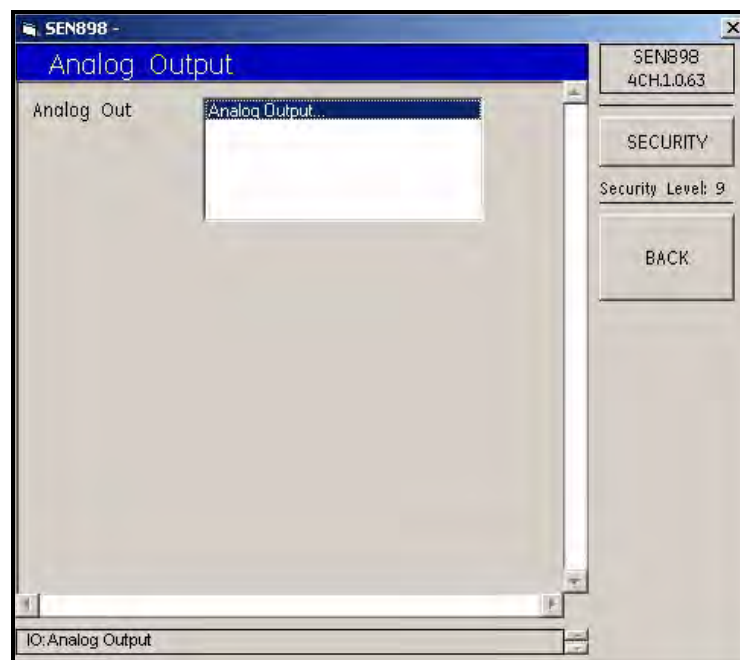 SEN898 -
Analog Output
Analog Out
Analog Output...
SEN898
4CH.1.0.63
SECURITY
Security Level: 9
BACK
IO:Analog Output